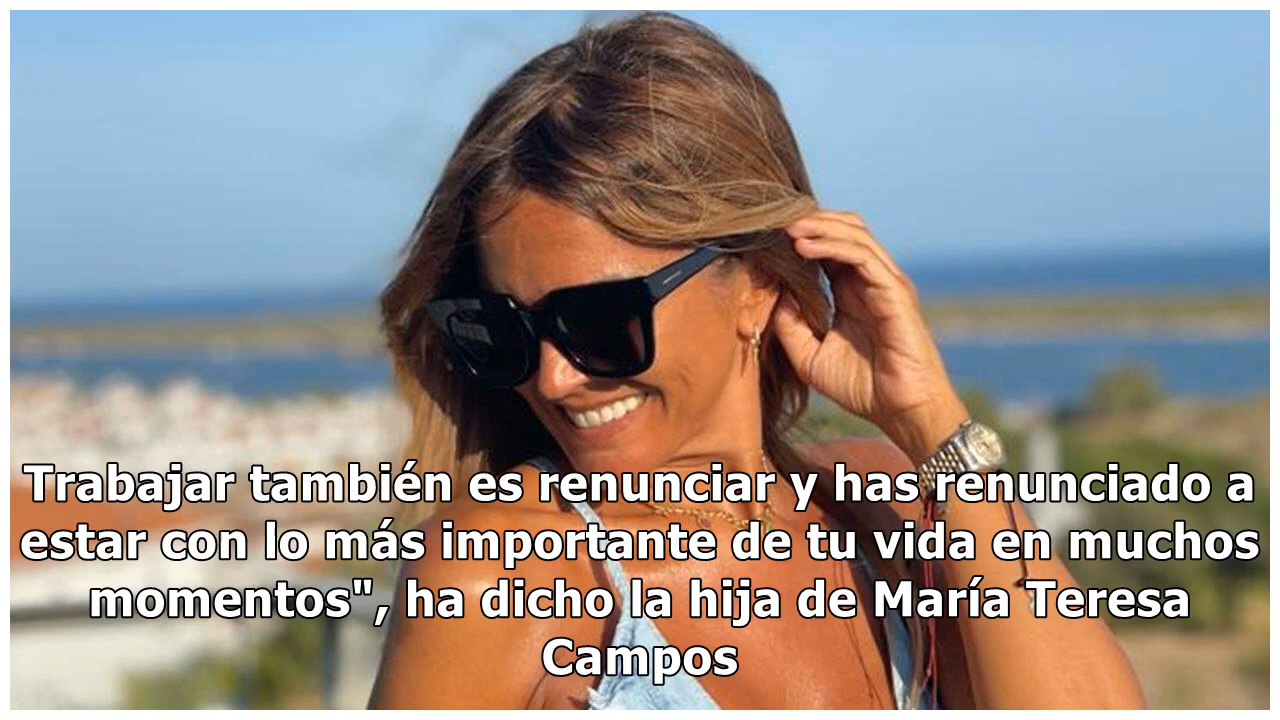 Trabajar también es renunciar y has renunciado a
estar con lo más importante de tu vida en muchos
momentos", ha dicho la hija de María Teresa
Campos